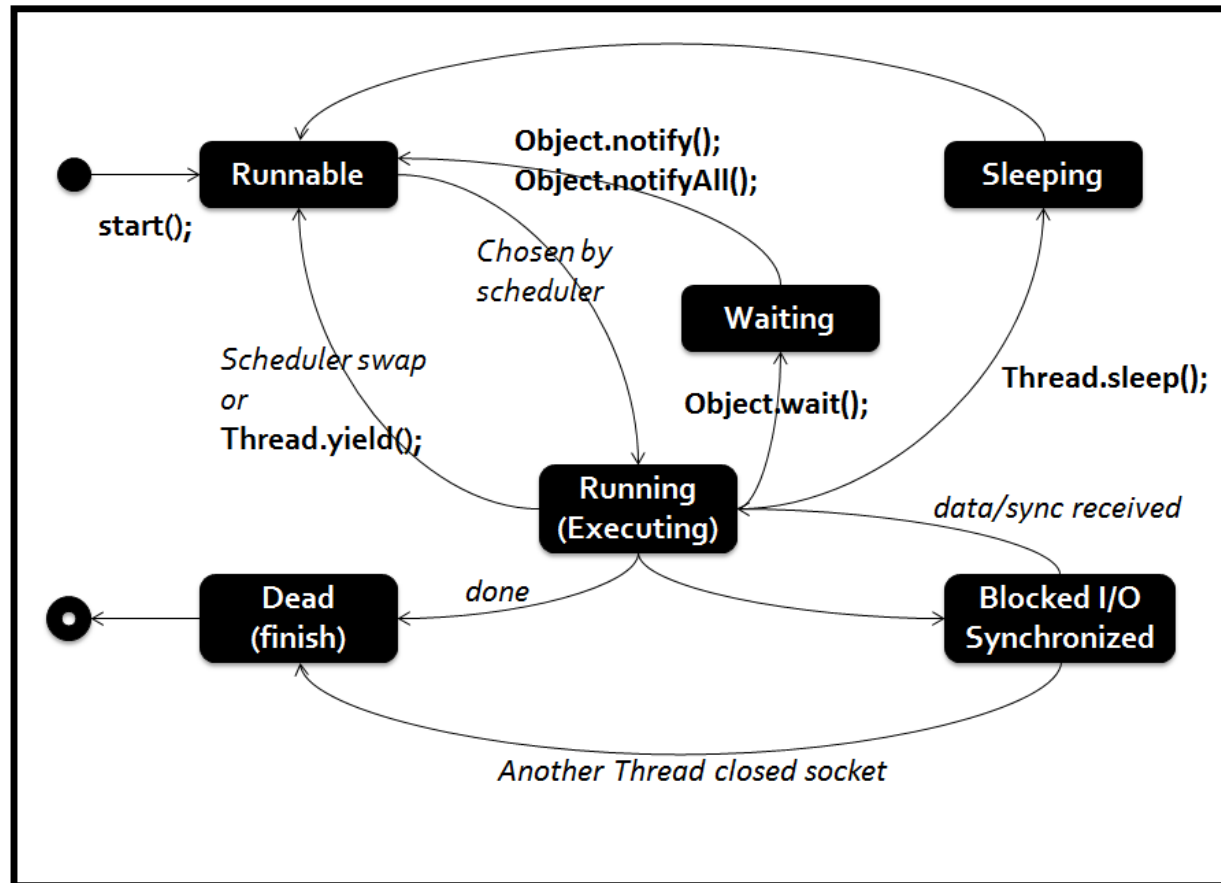 Object.notify();
Object.notifyAll();
Runnable
Sleeping
start();
Chosen by
scheduler
Waiting
Scheduler swap
or
Thread.yield();
Object.wait();
Thread.sleep();
Running
(Executing)
data/sync received
Dead
(finish)
done
Blocked I/O
Synchronized
Another Thread closed socket